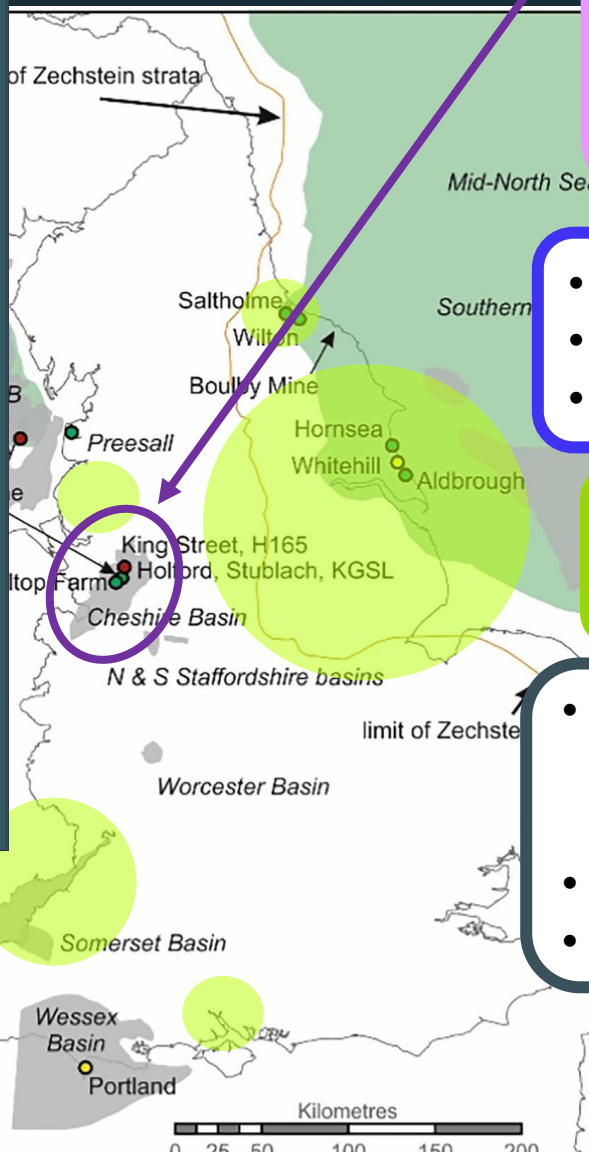 of Zechstein strata
Mid-North Se
Southern
Saltholme
Wilton
Boulby Mine
B
Preesall
Hornsea
Whitehill
Aldbrough
e
King Street, H165
Holford, Stublach, KGSL
ltop Farm
Cheshire Basin
N & S Staffordshire basins
limit of Zechste
Worcester Basin
Somerset Basin
Wessex
Basin
Portland
Kilometres
0 25 50 100 150 200